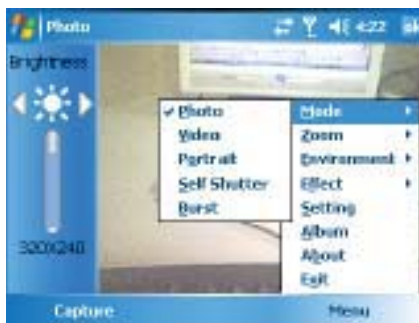 Photo
4:22
ok
Brightness
Photo
Video
Portrait
Self Shutter
Burst
Mode
Zoom
Environment
Effect
Setting
Album
About
Exit
320X240
Capture
Menu